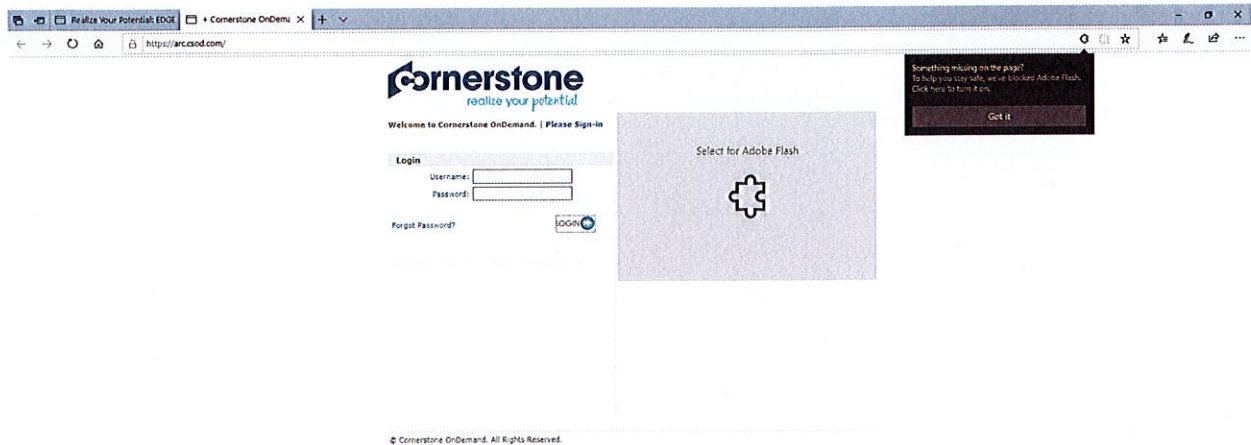 Realize Your Potential: EDGE
+ Cornerstone OnDema
https://arc.csod.com/
Something missing on the page?
To help you stay safe, we've blocked Adobe Flash.
Click here to turn it on.
Got it
Cornerstone
realize your potential
Welcome to Cornerstone OnDemand. | Please Sign-in
Select for Adobe Flash
Login
Username:
Password:
Forgot Password?
LOGIN
© Cornerstone OnDemand. All Rights Reserved.